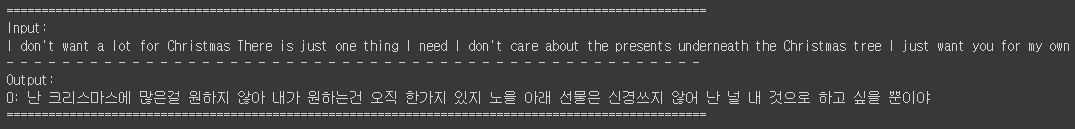 ================================================================================
Input:
I don't want a lot for Christmas There is just one thing I need I don't care about the presents underneath the Christmas tree I just want you for my own
- - - - - - - - - - - - - - - - - - - - - - - - - - - - - - - - - - - - - - - -
Output:
0: 난 크리스마스에 많은걸 원하지 않아 내가 원하는건 오직 한가지 있지 노을 아래 선물은 신경쓰지 않어 난 널 내 것으로 하고 싶을 뿐이야
================================================================================